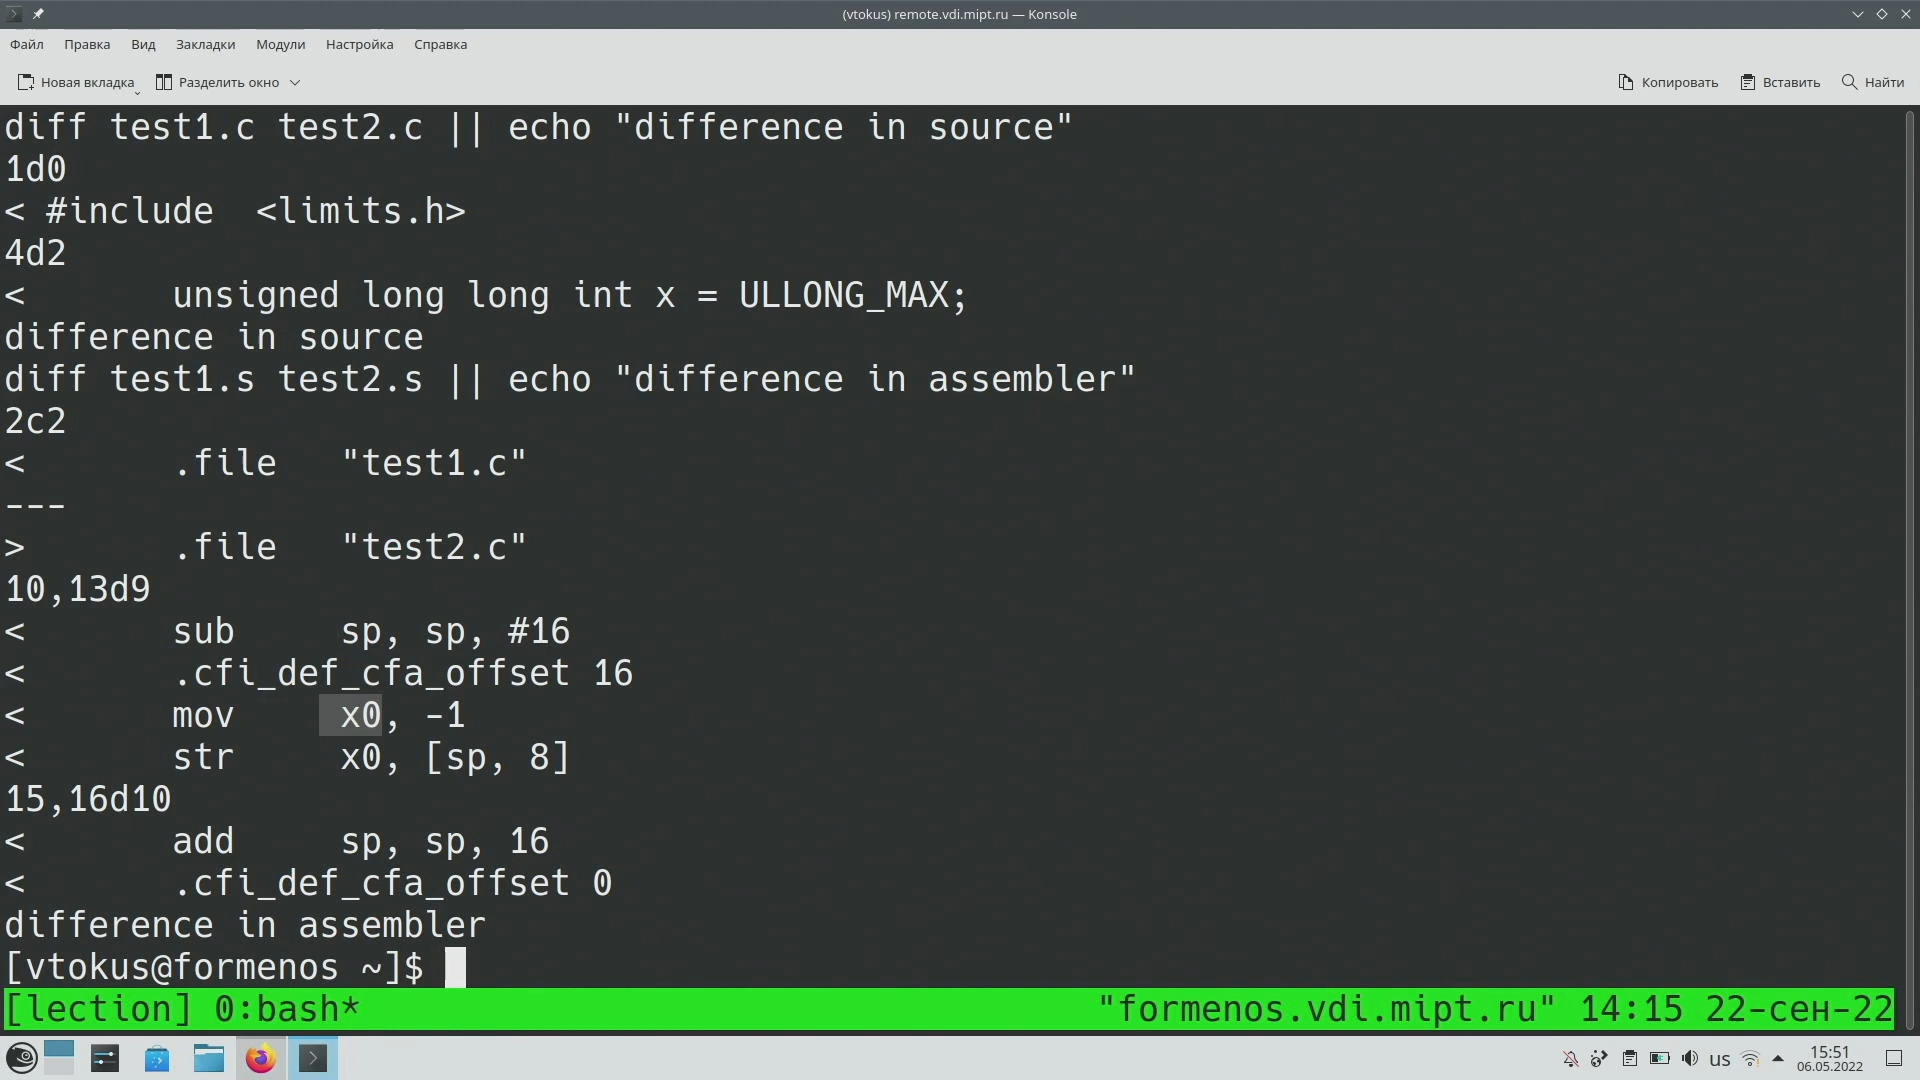 (vtokus) remote.vdi.mipt.ru — Konsole
Файл Правка Вид Закладки Модули Настройка Справка
Новая вкладка Разделить окно Копировать Вставить Найти
diff test1.c test2.c || echo "difference in source"
1d0
< #include  <limits.h>
4d2
<       unsigned long long int x = ULLONG_MAX;
difference in source
diff test1.s test2.s || echo "difference in assembler"
2c2
<       .file   "test1.c"
---
>       .file   "test2.c"
10,13d9
<       sub     sp, sp, #16
<       .cfi_def_cfa_offset 16
<       mov     x0, -1
<       str     x0, [sp, 8]
15,16d10
<       add     sp, sp, 16
<       .cfi_def_cfa_offset 0
difference in assembler
[vtokus@formenos ~]$
[lection] 0:bash* "formenos.vdi.mipt.ru" 14:15 22-сен-22
us 15:51
06.05.2022